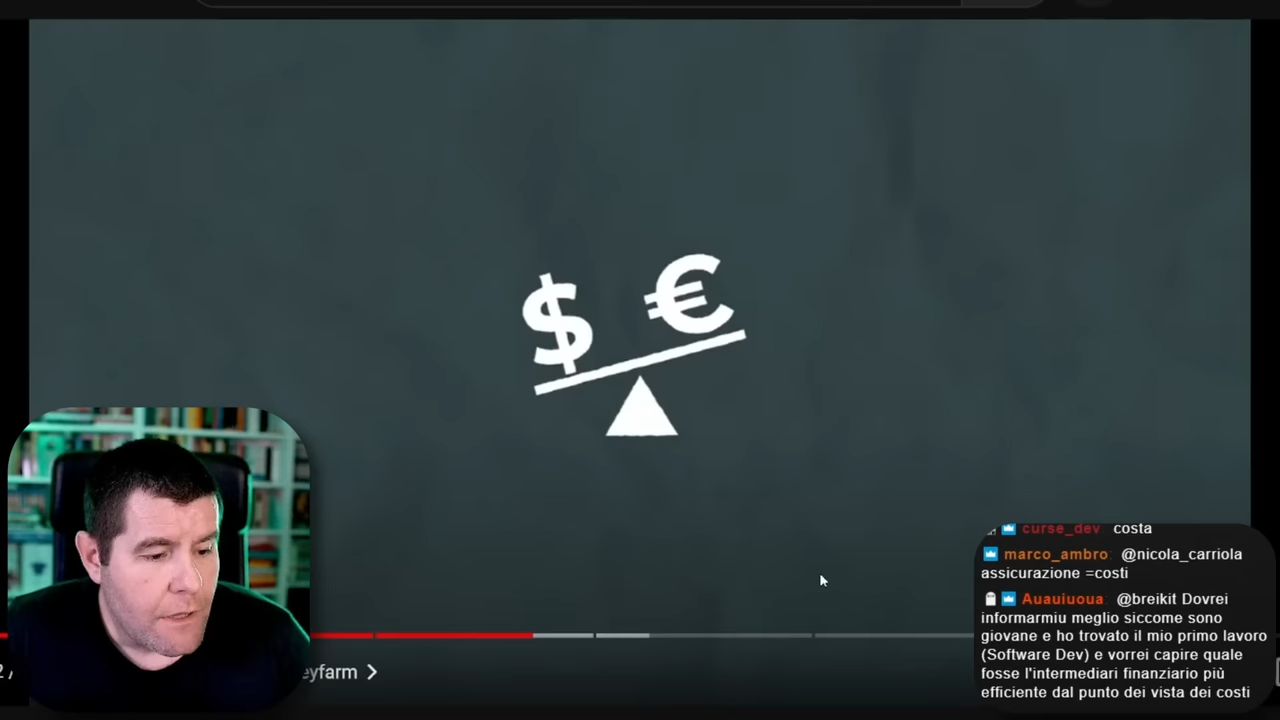 $ €
curse_dev: costa
marco_ambro: @nicola_carriola
assicurazione =costi
Auauiuoua: @breikit Dovrei
informarmiu meglio siccome sono
giovane e ho trovato il mio primo lavoro
(Software Dev) e vorrei capire quale
fosse l'intermediari finanziario più
efficiente dal punto dei vista dei costi
2 /
eyfarm